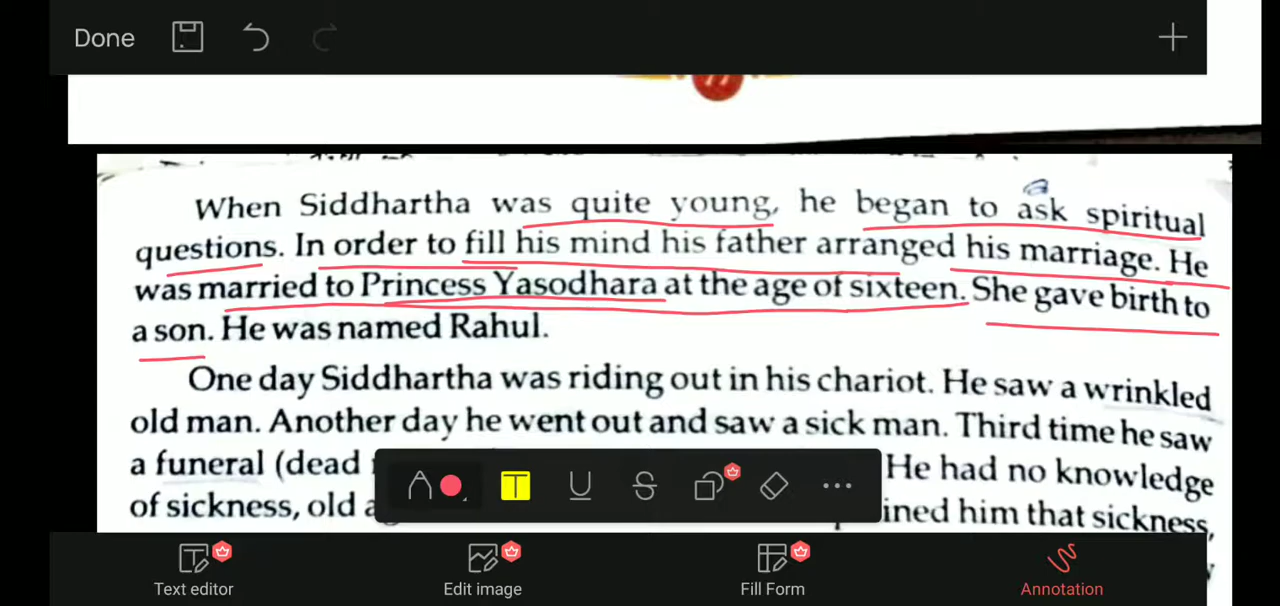 Done
When Siddhartha was quite young, he began to ask spiritual
questions. In order to fill his mind his father arranged his marriage. He
was married to Princess Yasodhara at the age of sixteen. She gave birth to
a son. He was named Rahul.
One day Siddhartha was riding out in his chariot. He saw a wrinkled
old man. Another day he went out and saw a sick man. Third time he saw
a funeral (dead He had no knowledge
of sickness, old him that sickness,
Text editor Edit image Fill Form Annotation